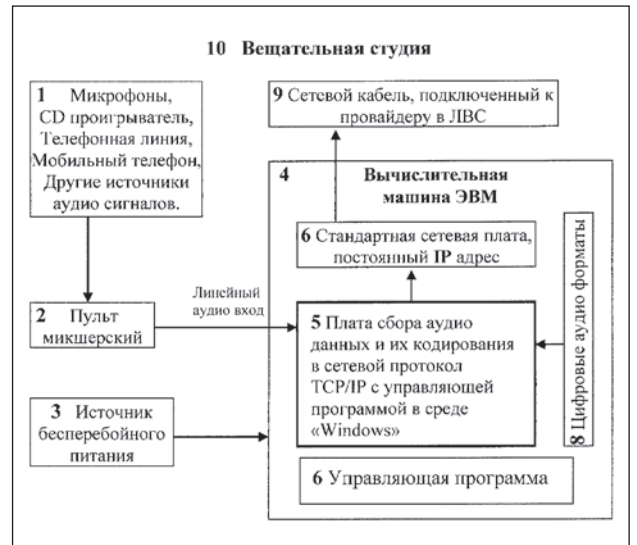 10 Вещательная студия
1 Микрофоны,
CD проигрыватель,
Телефонная линия,
Мобильный телефон,
Другие источники
аудио сигналов.
9 Сетевой кабель, подключенный к
провайдеру в ЛВС
4 Вычислительная
машина ЭВМ
6 Стандартная сетевая плата,
постоянный IP адрес
Линейный
аудио вход
2 Пульт
микшерский
5 Плата сбора аудио
данных и их кодирования
в сетевой протокол
TCP/IP с управляющей
программой в среде
«Windows»
8 Цифровые аудио форматы
3 Источник
бесперебойного
питания
6 Управляющая программа